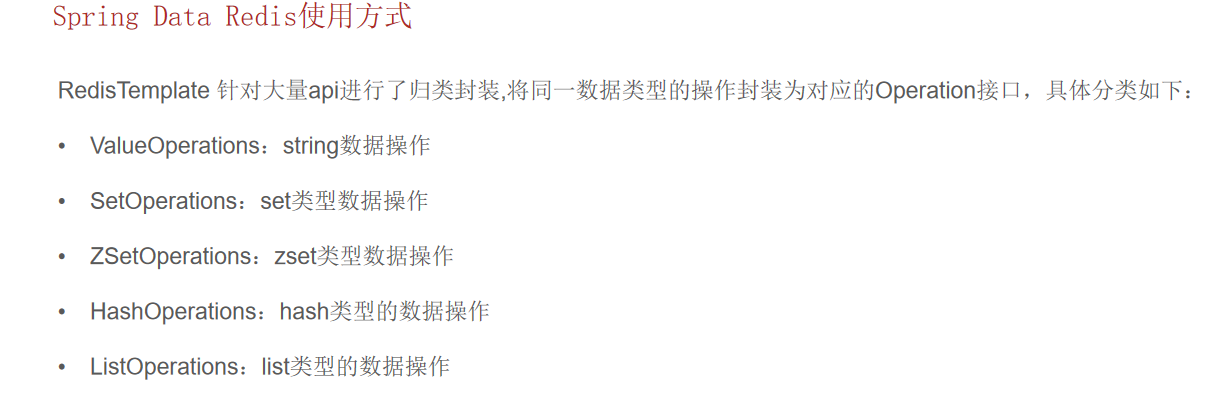 Spring Data Redis使用方式
RedisTemplate 针对大量api进行了归类封装,将同一数据类型的操作封装为对应的Operation接口，具体分类如下：
• ValueOperations：string数据操作
• SetOperations：set类型数据操作
• ZSetOperations：zset类型数据操作
• HashOperations：hash类型的数据操作
• ListOperations：list类型的数据操作